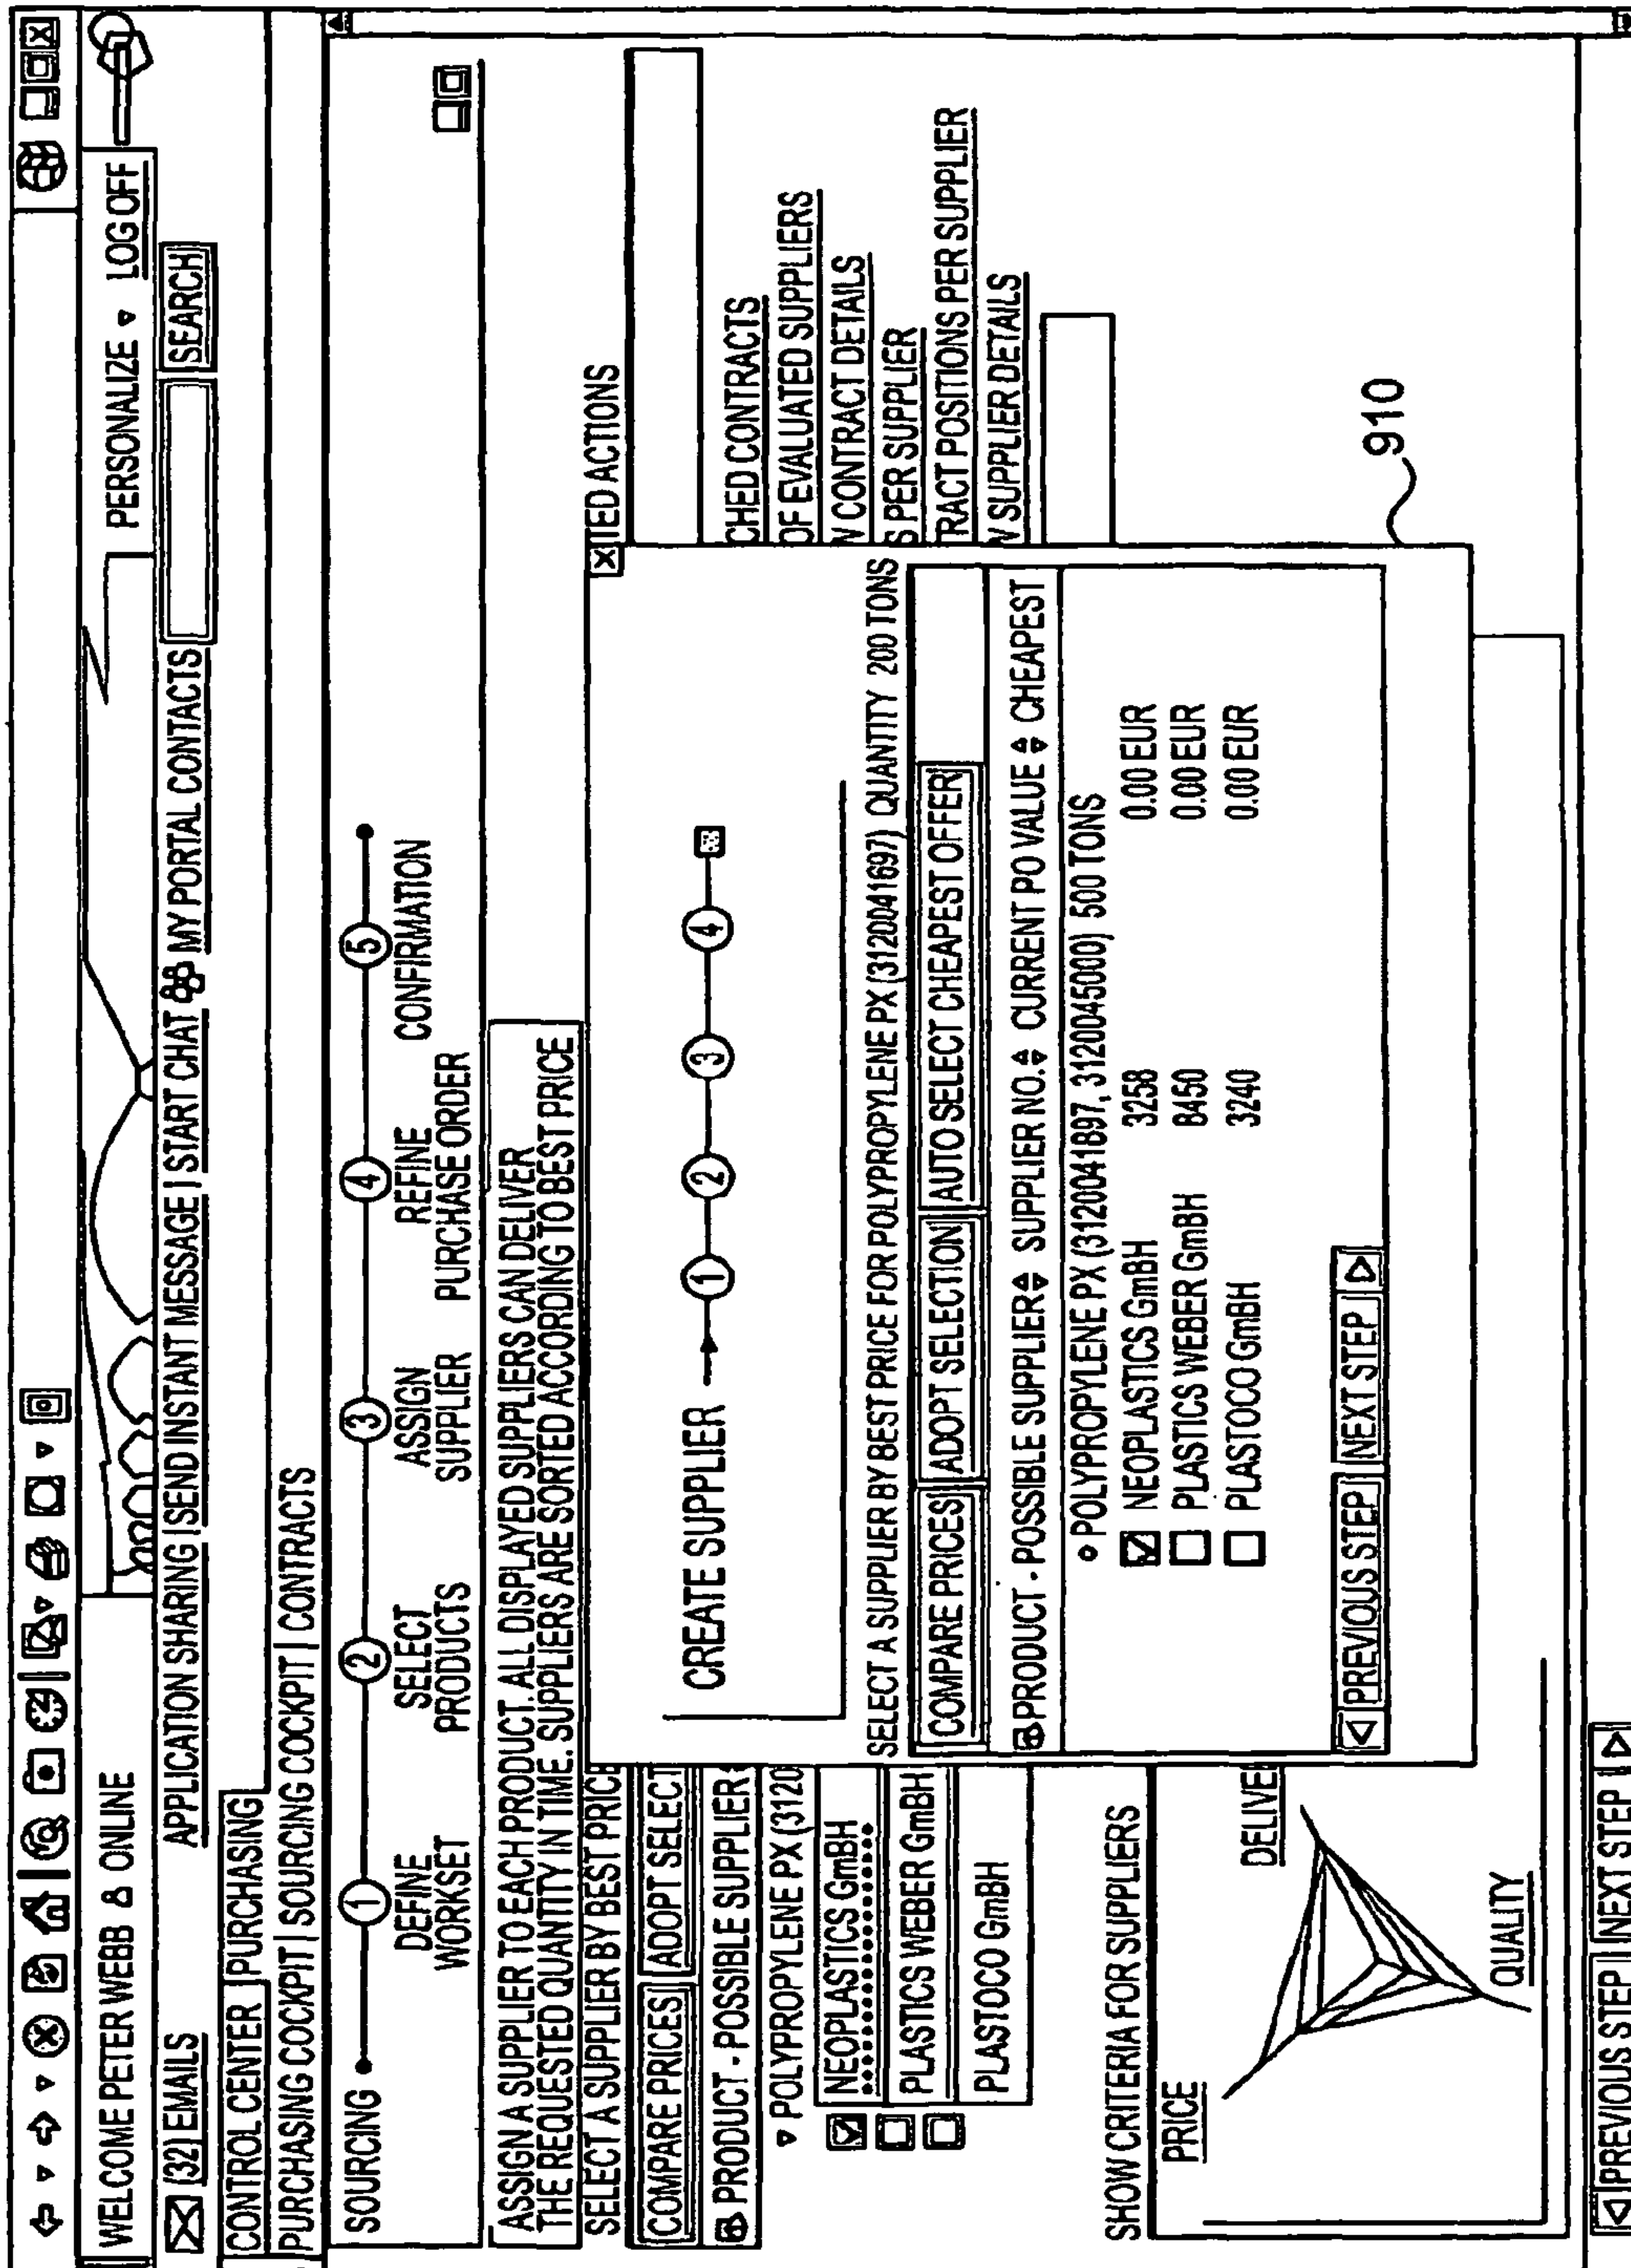 WELCOME PETER WEBB & ONLINE
PERSONALIZE LOG OFF
(32) EMAILS APPLICATION SHARING | SEND INSTANT MESSAGE | START CHAT MY PORTAL CONTACTS SEARCH
CONTROL CENTER PURCHASING
PURCHASING COCKPIT | SOURCING COCKPIT | CONTRACTS
SOURCING 1 2 3 4 5
DEFINE WORKSET
SELECT PRODUCTS
ASSIGN SUPPLIER
REFINE PURCHASE ORDER
CONFIRMATION
ASSIGN A SUPPLIER TO EACH PRODUCT. ALL DISPLAYED SUPPLIERS CAN DELIVER
THE REQUESTED QUANTITY IN TIME. SUPPLIERS ARE SORTED ACCORDING TO BEST PRICE
SELECT A SUPPLIER BY BEST PRICE
COMPARE PRICES ADOPT SELECT
PRODUCT - POSSIBLE SUPPLIER
POLYPROPYLENE PX (3120
NEOPLASTICS GmBH
PLASTICS WEBER GmBH
PLASTOCO GmBH
SHOW CRITERIA FOR SUPPLIERS
PRICE
DELIVE
QUALITY
PREVIOUS STEP NEXT STEP
TED ACTIONS
CHED CONTRACTS
OF EVALUATED SUPPLIERS
W CONTRACT DETAILS
S PER SUPPLIER
TRACT POSITIONS PER SUPPLIER
W SUPPLIER DETAILS
CREATE SUPPLIER 1 2 3 4
SELECT A SUPPLIER BY BEST PRICE FOR POLYPROPYLENE PX (3120041697) QUANTITY 200 TONS
COMPARE PRICES ADOPT SELECTION AUTO SELECT CHEAPEST OFFER
PRODUCT - POSSIBLE SUPPLIER SUPPLIER NO. CURRENT PO VALUE CHEAPEST
POLYPROPYLENE PX (3120041897, 3120045000) 500 TONS
NEOPLASTICS GmBH 3258 0.00 EUR
PLASTICS WEBER GmBH 8450 0.00 EUR
PLASTOCO GmBH 3240 0.00 EUR
PREVIOUS STEP NEXT STEP
910